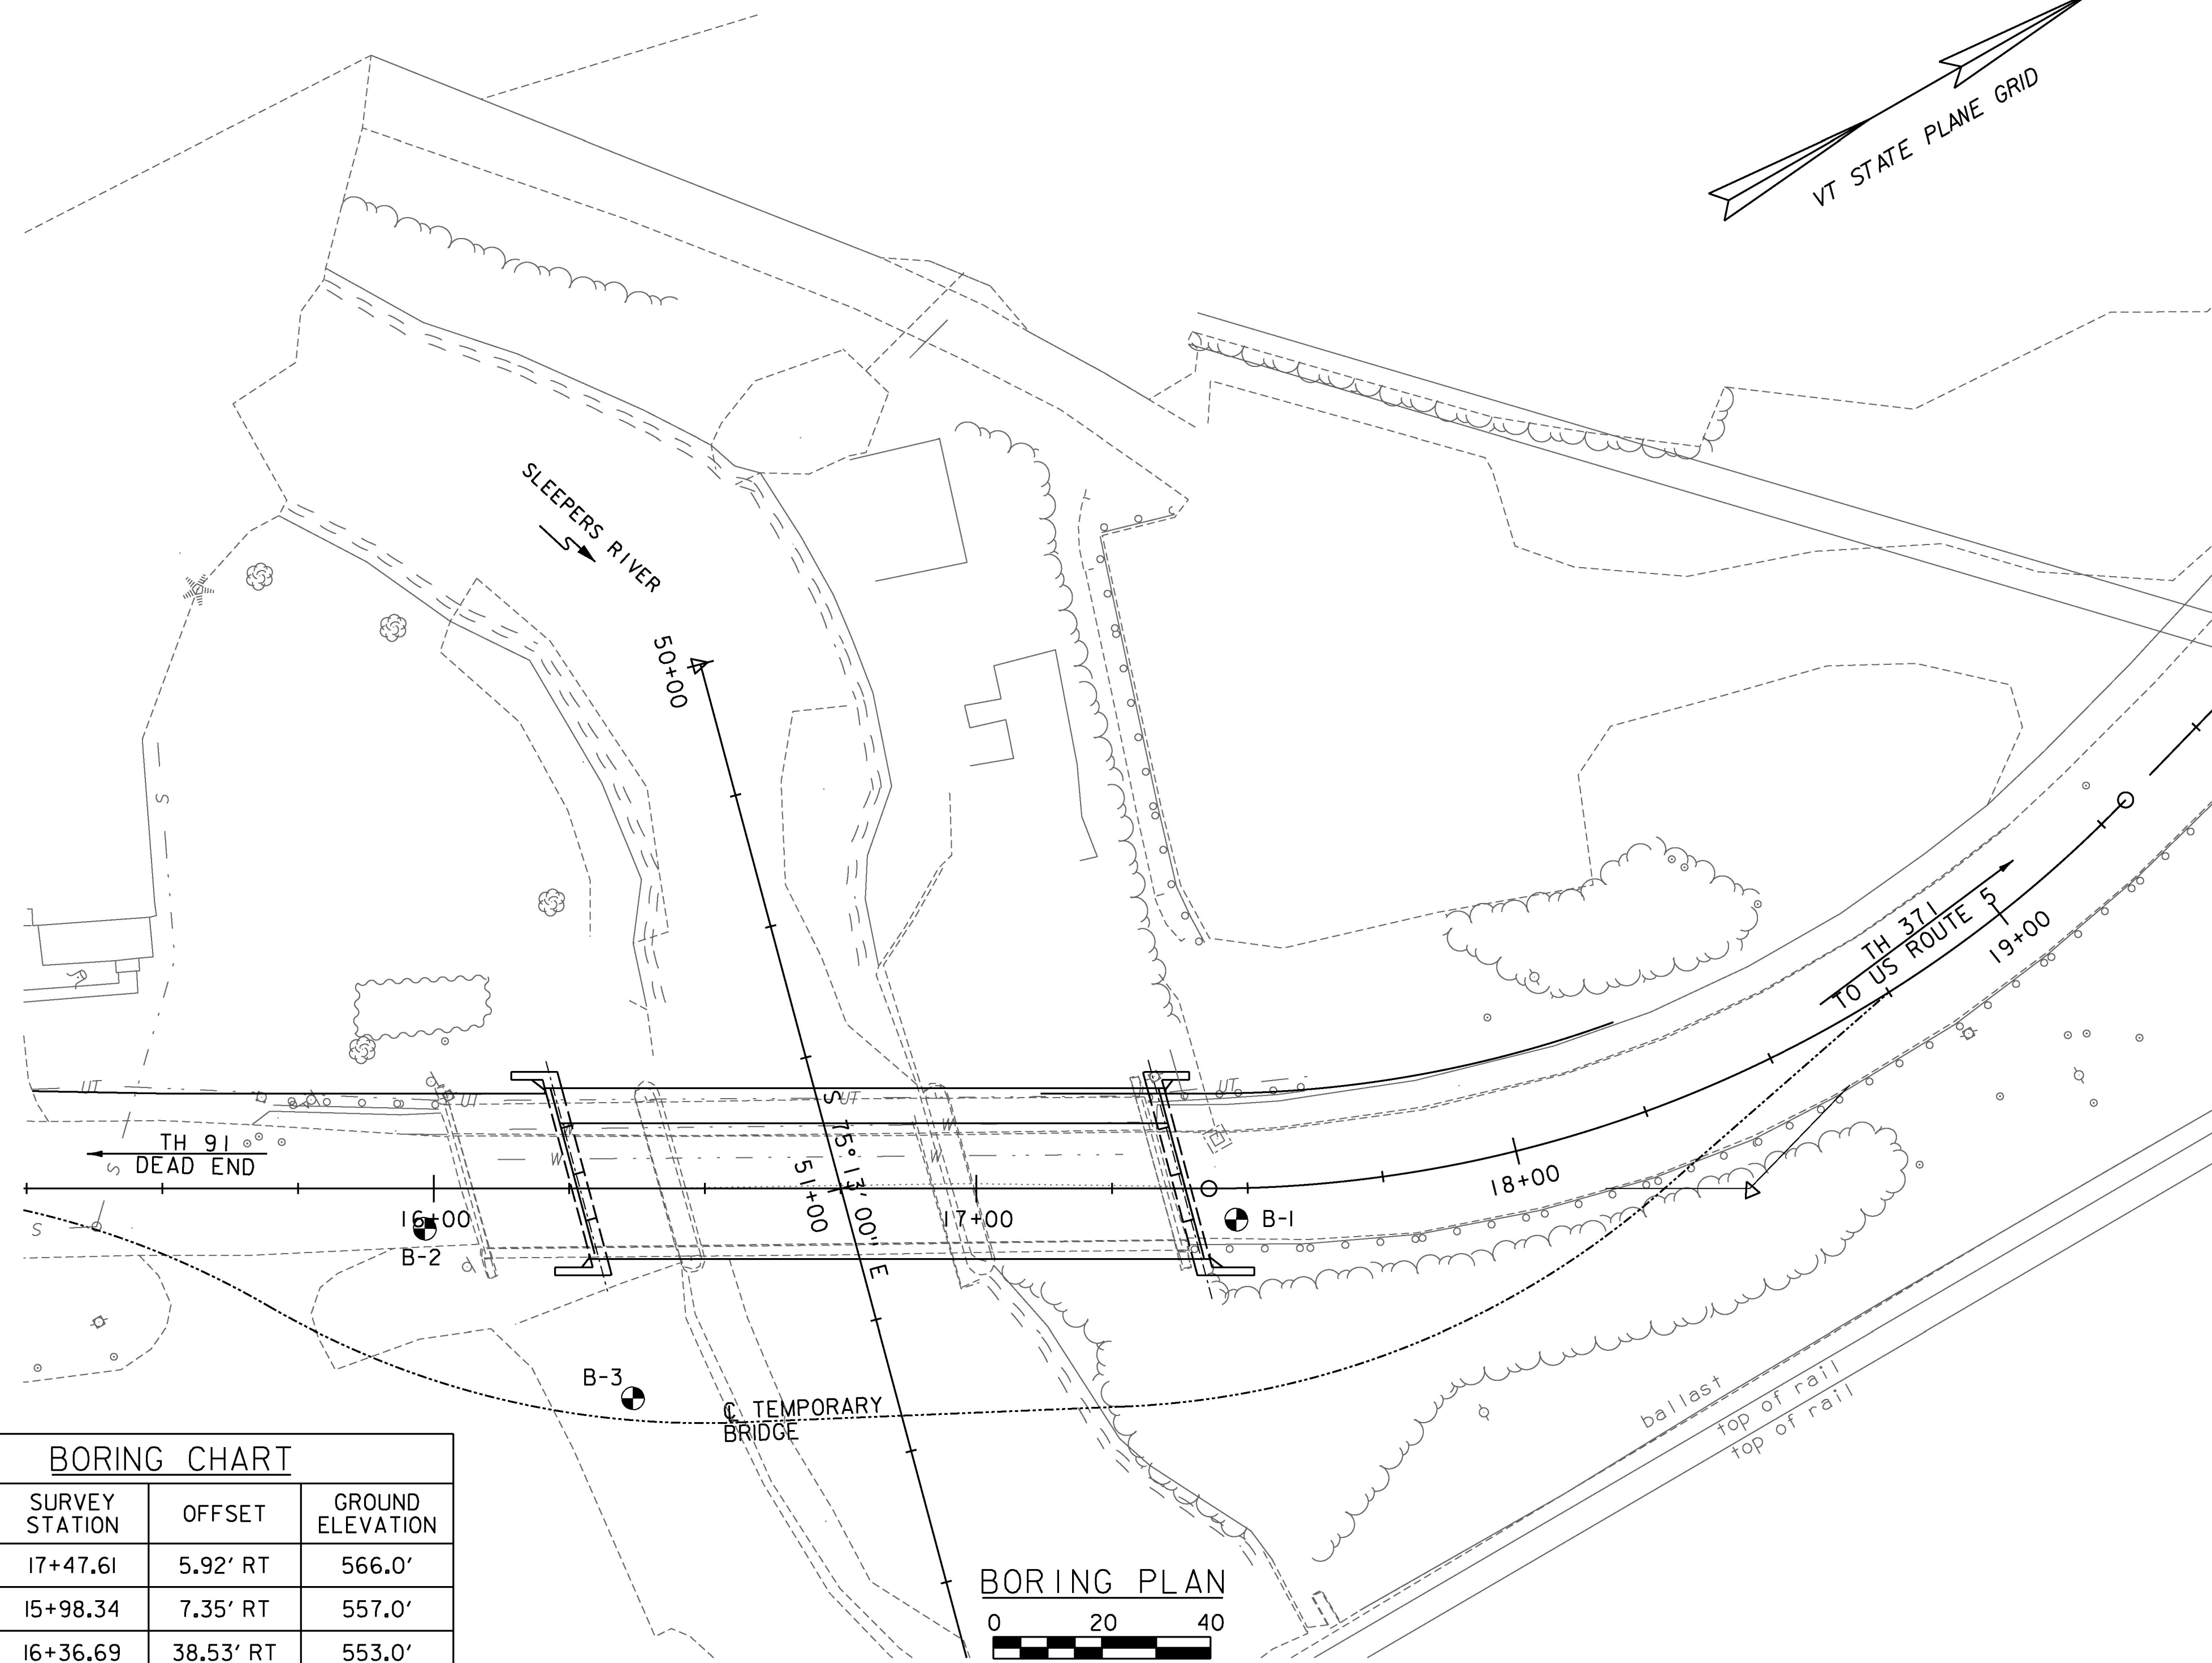 VT STATE PLANE GRID
SLEEPERS RIVER
S
50+00
S
TH 371
TO US ROUTE 5
19+00
UT
UT
UT
UT
S 75°13'00" E
W
W
W
TH 91
DEAD END
S
S
16+00
B-2
51+00
17+00
B-1
18+00
B-3
℄ TEMPORARY
BRIDGE
ballast
top of rail
top of rail
BORING CHART
SURVEY STATION
OFFSET
GROUND ELEVATION
17+47.61 5.92' RT 566.0'
15+98.34 7.35' RT 557.0'
16+36.69 38.53' RT 553.0'
BORING PLAN
0 20 40